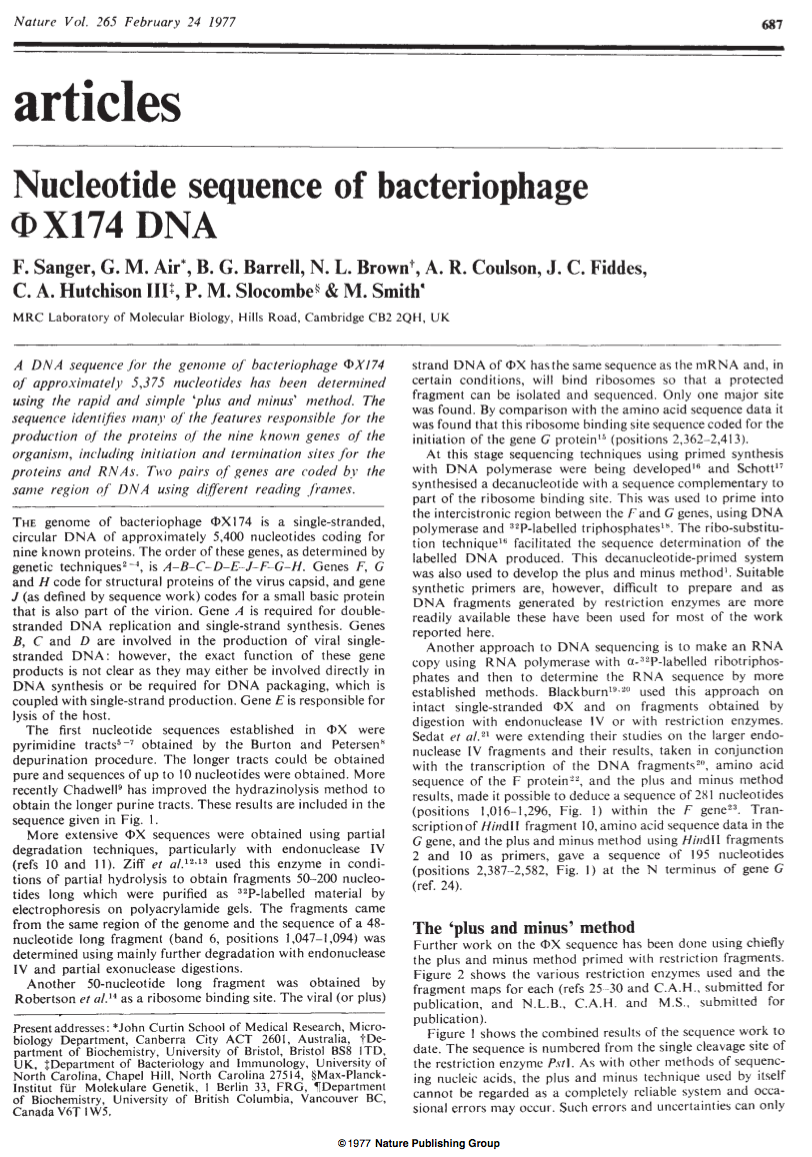 Nature Vol. 265 February 24 1977
687
articles
Nucleotide sequence of bacteriophage
ΦX174 DNA
F. Sanger, G. M. Air*, B. G. Barrell, N. L. Brown†, A. R. Coulson, J. C. Fiddes,
C. A. Hutchison III‡, P. M. Slocombe§ & M. Smith¶
MRC Laboratory of Molecular Biology, Hills Road, Cambridge CB2 2QH, UK
A DNA sequence for the genome of bacteriophage ΦX174
of approximately 5,375 nucleotides has been determined
using the rapid and simple 'plus and minus' method. The
sequence identifies many of the features responsible for the
production of the proteins of the nine known genes of the
organism, including initiation and termination sites for the
proteins and RNAs. Two pairs of genes are coded by the
same region of DNA using different reading frames.
THE genome of bacteriophage ΦX174 is a single-stranded,
circular DNA of approximately 5,400 nucleotides coding for
nine known proteins. The order of these genes, as determined by
genetic techniques²⁻⁴, is A–B–C–D–E–J–F–G–H. Genes F, G
and H code for structural proteins of the virus capsid, and gene
J (as defined by sequence work) codes for a small basic protein
that is also part of the virion. Gene A is required for double-
stranded DNA replication and single-strand synthesis. Genes
B, C and D are involved in the production of viral single-
stranded DNA: however, the exact function of these gene
products is not clear as they may either be involved directly in
DNA synthesis or be required for DNA packaging, which is
coupled with single-strand production. Gene E is responsible for
lysis of the host.
The first nucleotide sequences established in ΦX were
pyrimidine tracts⁵⁻⁷ obtained by the Burton and Petersen⁸
depurination procedure. The longer tracts could be obtained
pure and sequences of up to 10 nucleotides were obtained. More
recently Chadwell⁹ has improved the hydrazinolysis method to
obtain the longer purine tracts. These results are included in the
sequence given in Fig. 1.
More extensive ΦX sequences were obtained using partial
degradation techniques, particularly with endonuclease IV
(refs 10 and 11). Ziff et al.¹²,¹³ used this enzyme in condi-
tions of partial hydrolysis to obtain fragments 50–200 nucleo-
tides long which were purified as ³²P-labelled material by
electrophoresis on polyacrylamide gels. The fragments came
from the same region of the genome and the sequence of a 48-
nucleotide long fragment (band 6, positions 1,047–1,094) was
determined using mainly further degradation with endonuclease
IV and partial exonuclease digestions.
Another 50-nucleotide long fragment was obtained by
Robertson et al.¹⁴ as a ribosome binding site. The viral (or plus)
Present addresses: *John Curtin School of Medical Research, Micro-
biology Department, Canberra City ACT 2601, Australia, †De-
partment of Biochemistry, University of Bristol, Bristol BS8 1TD,
UK, ‡Department of Bacteriology and Immunology, University of
North Carolina, Chapel Hill, North Carolina 27514, §Max-Planck-
Institut für Molekulare Genetik, 1 Berlin 33, FRG, ¶Department
of Biochemistry, University of British Columbia, Vancouver BC,
Canada V6T 1W5.
strand DNA of ΦX has the same sequence as the mRNA and, in
certain conditions, will bind ribosomes so that a protected
fragment can be isolated and sequenced. Only one major site
was found. By comparison with the amino acid sequence data it
was found that this ribosome binding site sequence coded for the
initiation of the gene G protein¹⁵ (positions 2,362–2,413).
At this stage sequencing techniques using primed synthesis
with DNA polymerase were being developed¹⁶ and Schott¹⁷
synthesised a decanucleotide with a sequence complementary to
part of the ribosome binding site. This was used to prime into
the intercistronic region between the F and G genes, using DNA
polymerase and ³²P-labelled triphosphates¹⁸. The ribo-substitu-
tion technique¹⁶ facilitated the sequence determination of the
labelled DNA produced. This decanucleotide-primed system
was also used to develop the plus and minus method¹. Suitable
synthetic primers are, however, difficult to prepare and as
DNA fragments generated by restriction enzymes are more
readily available these have been used for most of the work
reported here.
Another approach to DNA sequencing is to make an RNA
copy using RNA polymerase with α-³²P-labelled ribotriphos-
phates and then to determine the RNA sequence by more
established methods. Blackburn¹⁹,²⁰ used this approach on
intact single-stranded ΦX and on fragments obtained by
digestion with endonuclease IV or with restriction enzymes.
Sedat et al.²¹ were extending their studies on the larger endo-
nuclease IV fragments and their results, taken in conjunction
with the transcription of the DNA fragments²⁰, amino acid
sequence of the F protein²², and the plus and minus method
results, made it possible to deduce a sequence of 281 nucleotides
(positions 1,016–1,296, Fig. 1) within the F gene²³. Tran-
scription of HindII fragment 10, amino acid sequence data in the
G gene, and the plus and minus method using HindII fragments
2 and 10 as primers, gave a sequence of 195 nucleotides
(positions 2,387–2,582, Fig. 1) at the N terminus of gene G
(ref. 24).
The 'plus and minus' method
Further work on the ΦX sequence has been done using chiefly
the plus and minus method primed with restriction fragments.
Figure 2 shows the various restriction enzymes used and the
fragment maps for each (refs 25–30 and C.A.H., submitted for
publication, and N.L.B., C.A.H. and M.S., submitted for
publication).
Figure 1 shows the combined results of the sequence work to
date. The sequence is numbered from the single cleavage site of
the restriction enzyme PstI. As with other methods of sequenc-
ing nucleic acids, the plus and minus technique used by itself
cannot be regarded as a completely reliable system and occa-
sional errors may occur. Such errors and uncertainties can only
©1977 Nature Publishing Group